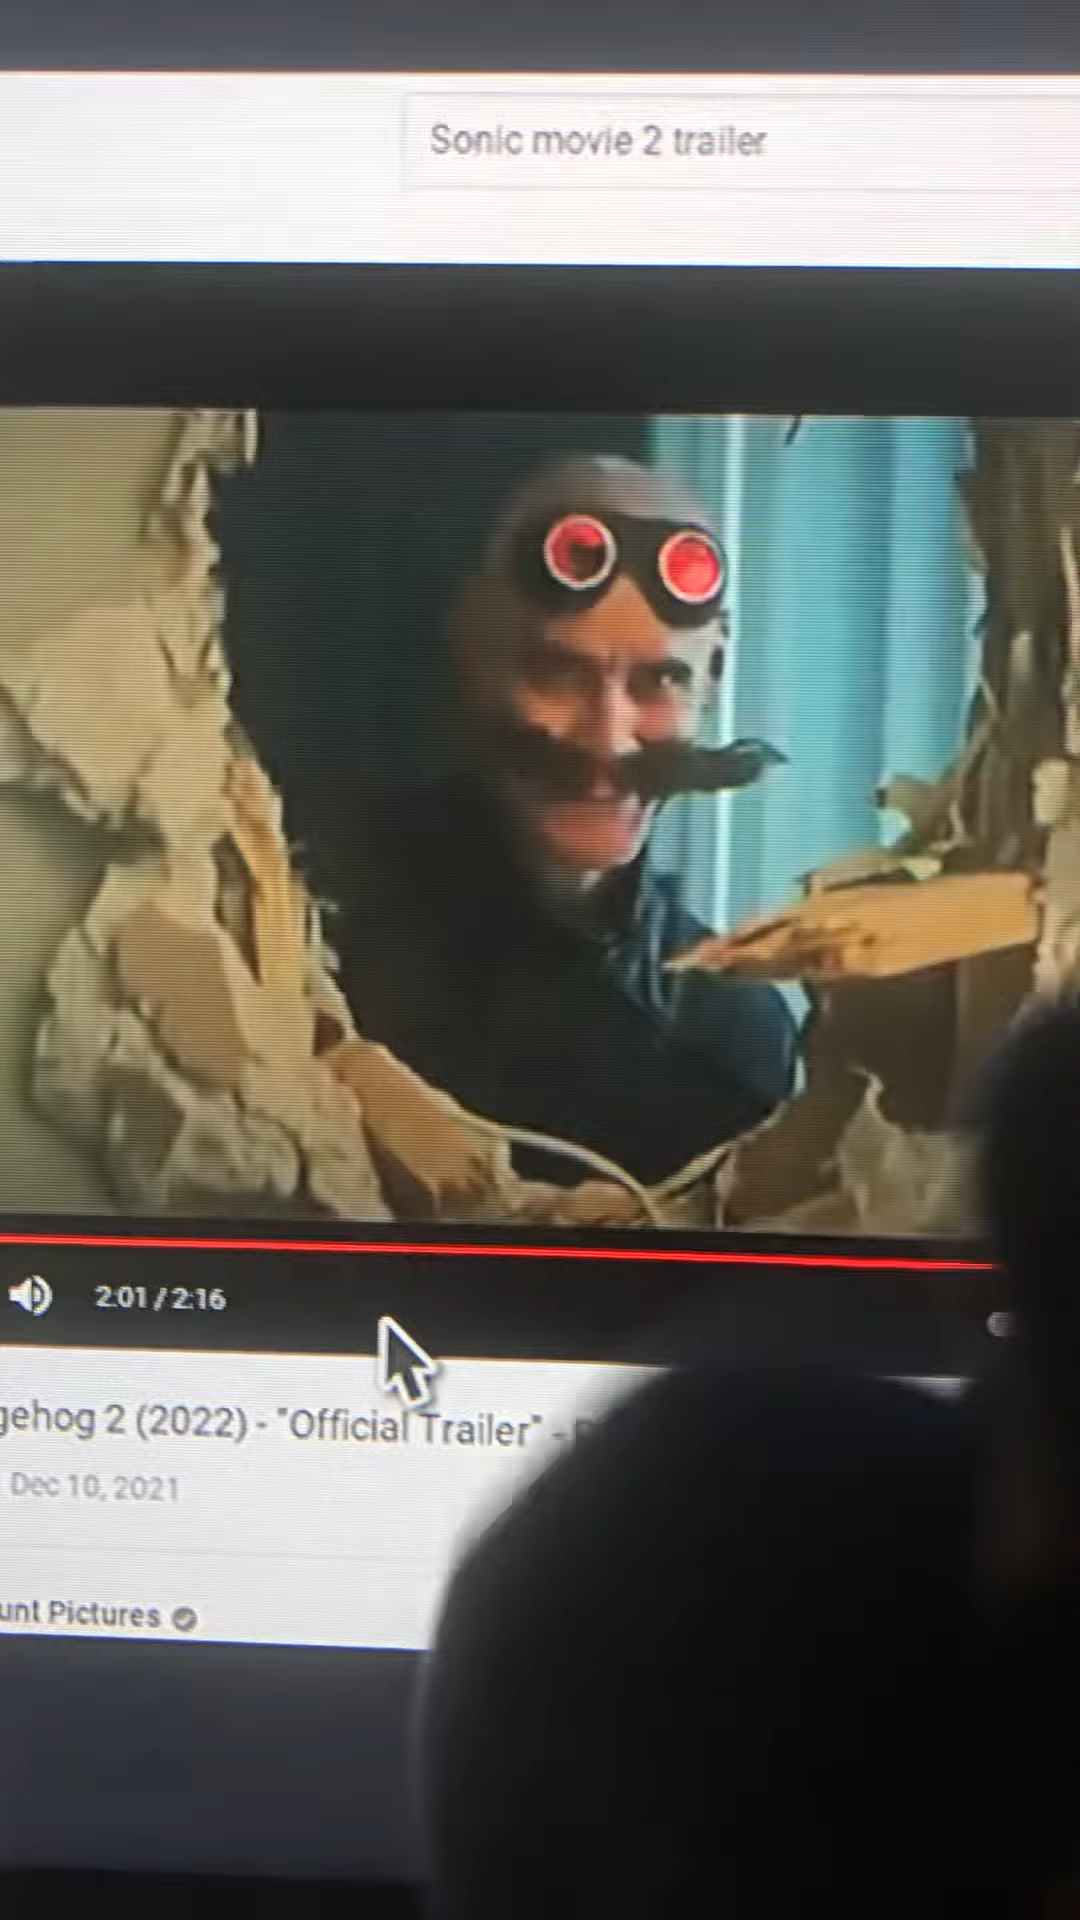 Sonic movie 2 trailer
2:01 / 2:16
gehog 2 (2022) - "Official Trailer" -
Dec 10, 2021
unt Pictures